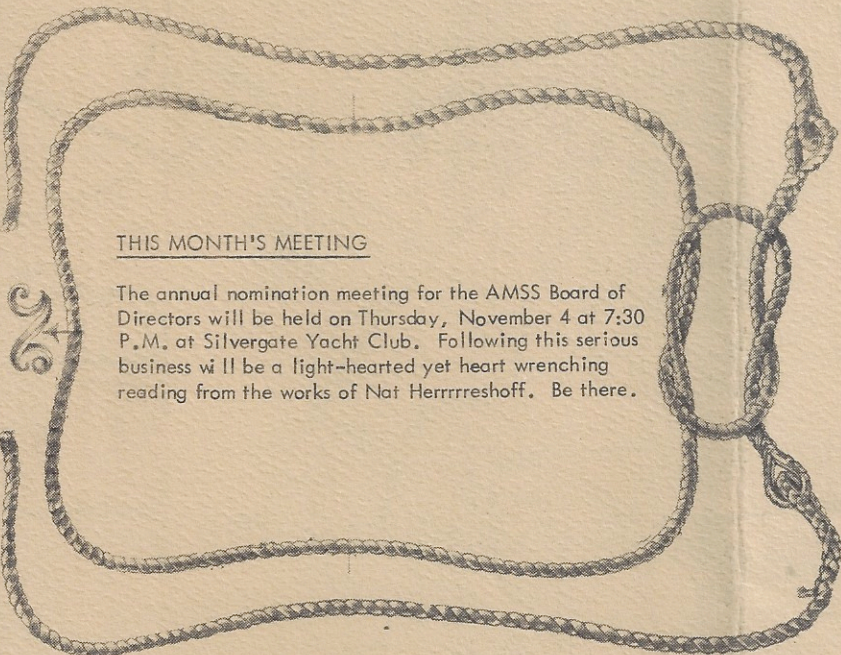 THIS MONTH'S MEETING
The annual nomination meeting for the AMSS Board of
Directors will be held on Thursday, November 4 at 7:30
P.M. at Silvergate Yacht Club. Following this serious
business will be a light-hearted yet heart wrenching
reading from the works of Nat Herrrrreshoff. Be there.